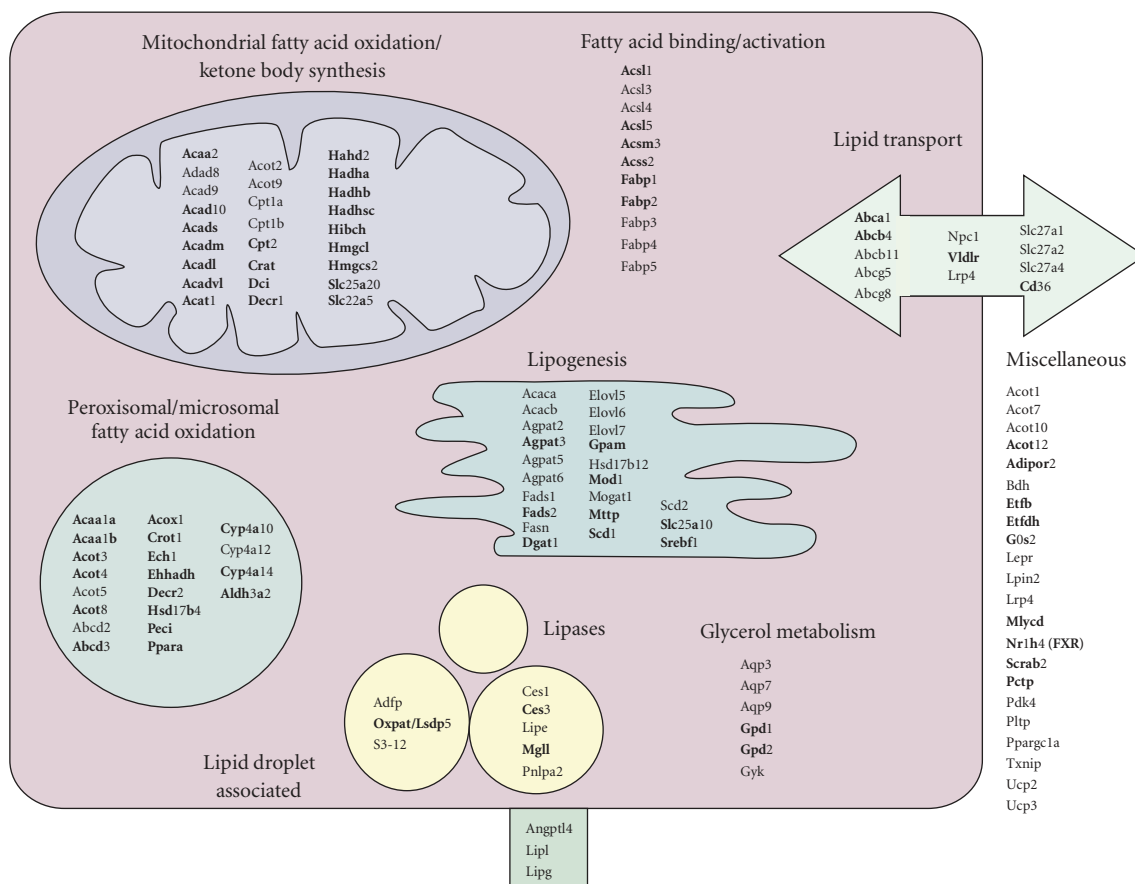 Mitochondrial fatty acid oxidation/
ketone body synthesis
Acaa2
Adad8
Acad9
Acad10
Acads
Acadm
Acadl
Acadvl
Acat1
Acot2
Acot9
Cpt1a
Cpt1b
Cpt2
Crat
Dci
Decr1
Hahd2
Hadha
Hadhb
Hadhsc
Hibch
Hmgcl
Hmgcs2
Slc25a20
Slc22a5
Fatty acid binding/activation
Acsl1
Acsl3
Acsl4
Acsl5
Acsm3
Acss2
Fabp1
Fabp2
Fabp3
Fabp4
Fabp5
Lipid transport
Abca1
Abcb4
Abcb11
Abcg5
Abcg8
Npc1
Vldlr
Lrp4
Slc27a1
Slc27a2
Slc27a4
Cd36
Lipogenesis
Acaca
Acacb
Agpat2
Agpat3
Agpat5
Agpat6
Fads1
Fads2
Fasn
Dgat1
Elovl5
Elovl6
Elovl7
Gpam
Hsd17b12
Mod1
Mogat1
Mttp
Scd1
Scd2
Slc25a10
Srebf1
Peroxisomal/microsomal
fatty acid oxidation
Acaa1a
Acaa1b
Acot3
Acot4
Acot5
Acot8
Abcd2
Abcd3
Acox1
Crot1
Ech1
Ehhadh
Decr2
Hsd17b4
Peci
Ppara
Cyp4a10
Cyp4a12
Cyp4a14
Aldh3a2
Miscellaneous
Acot1
Acot7
Acot10
Acot12
Adipor2
Bdh
Etfb
Etfdh
G0s2
Lepr
Lpin2
Lrp4
Mlycd
Nr1h4 (FXR)
Scrab2
Pctp
Pdk4
Pltp
Ppargc1a
Txnip
Ucp2
Ucp3
Lipases
Ces1
Ces3
Lipe
Mgll
Pnlpa2
Lipid droplet
associated
Adfp
Oxpat/Lsdp5
S3-12
Glycerol metabolism
Aqp3
Aqp7
Aqp9
Gpd1
Gpd2
Gyk
Angptl4
Lipl
Lipg